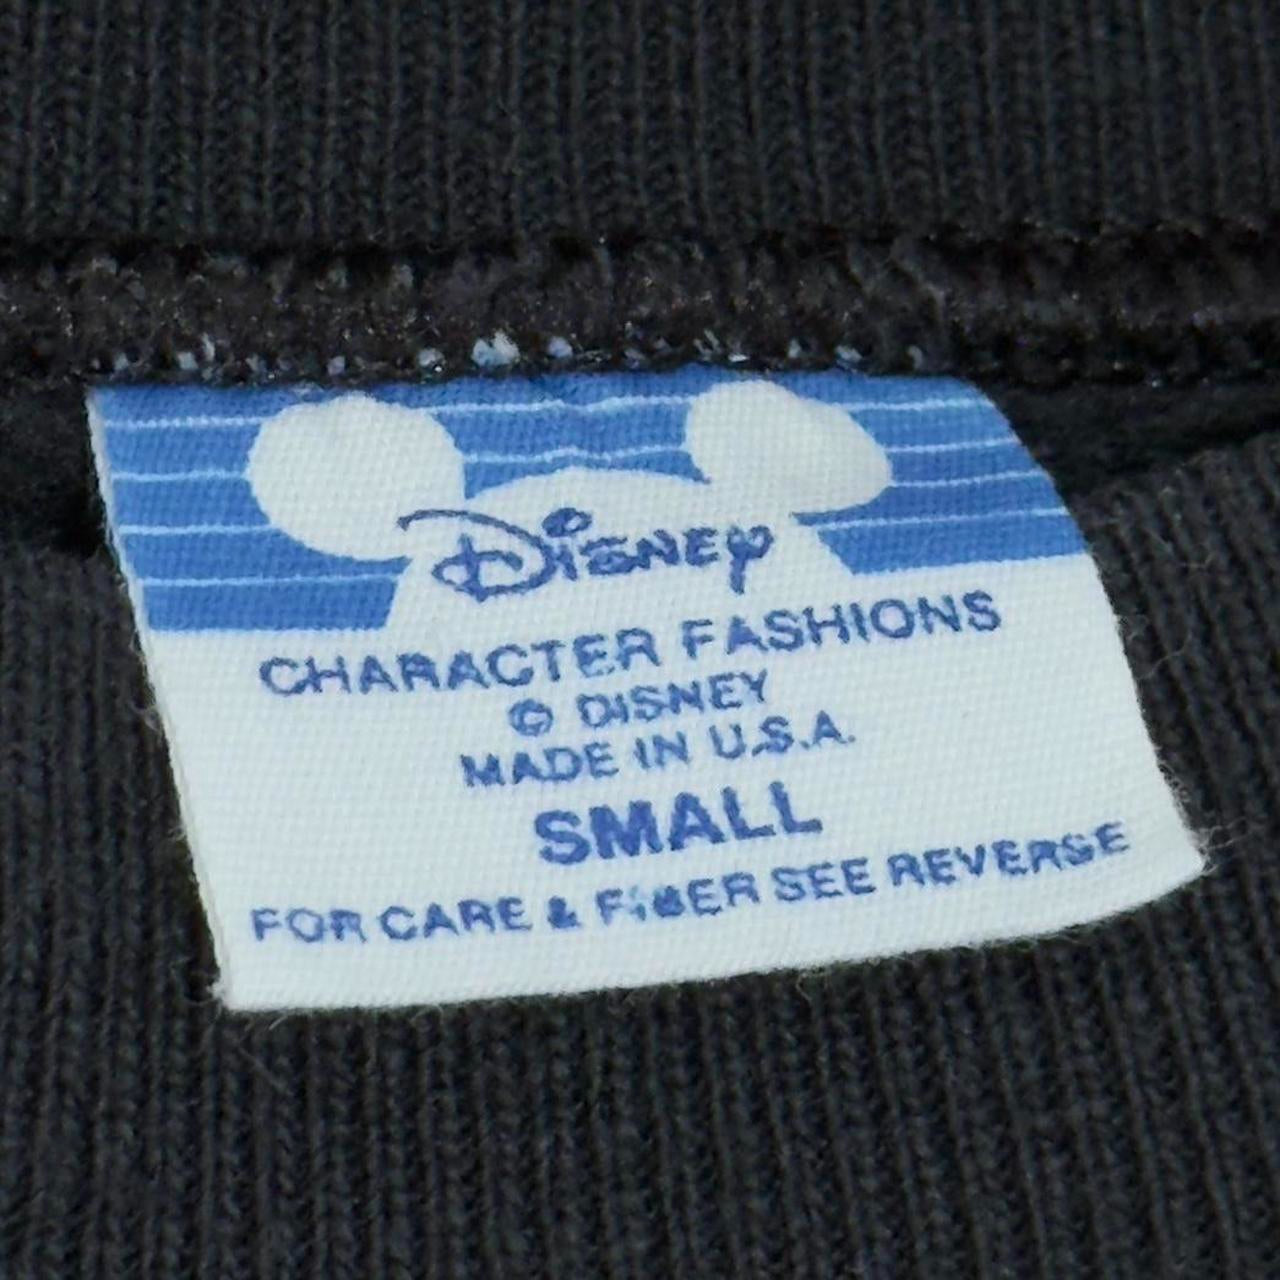 Disney
CHARACTER FASHIONS
© DISNEY
MADE IN U.S.A.
SMALL
FOR CARE & FIBER SEE REVERSE